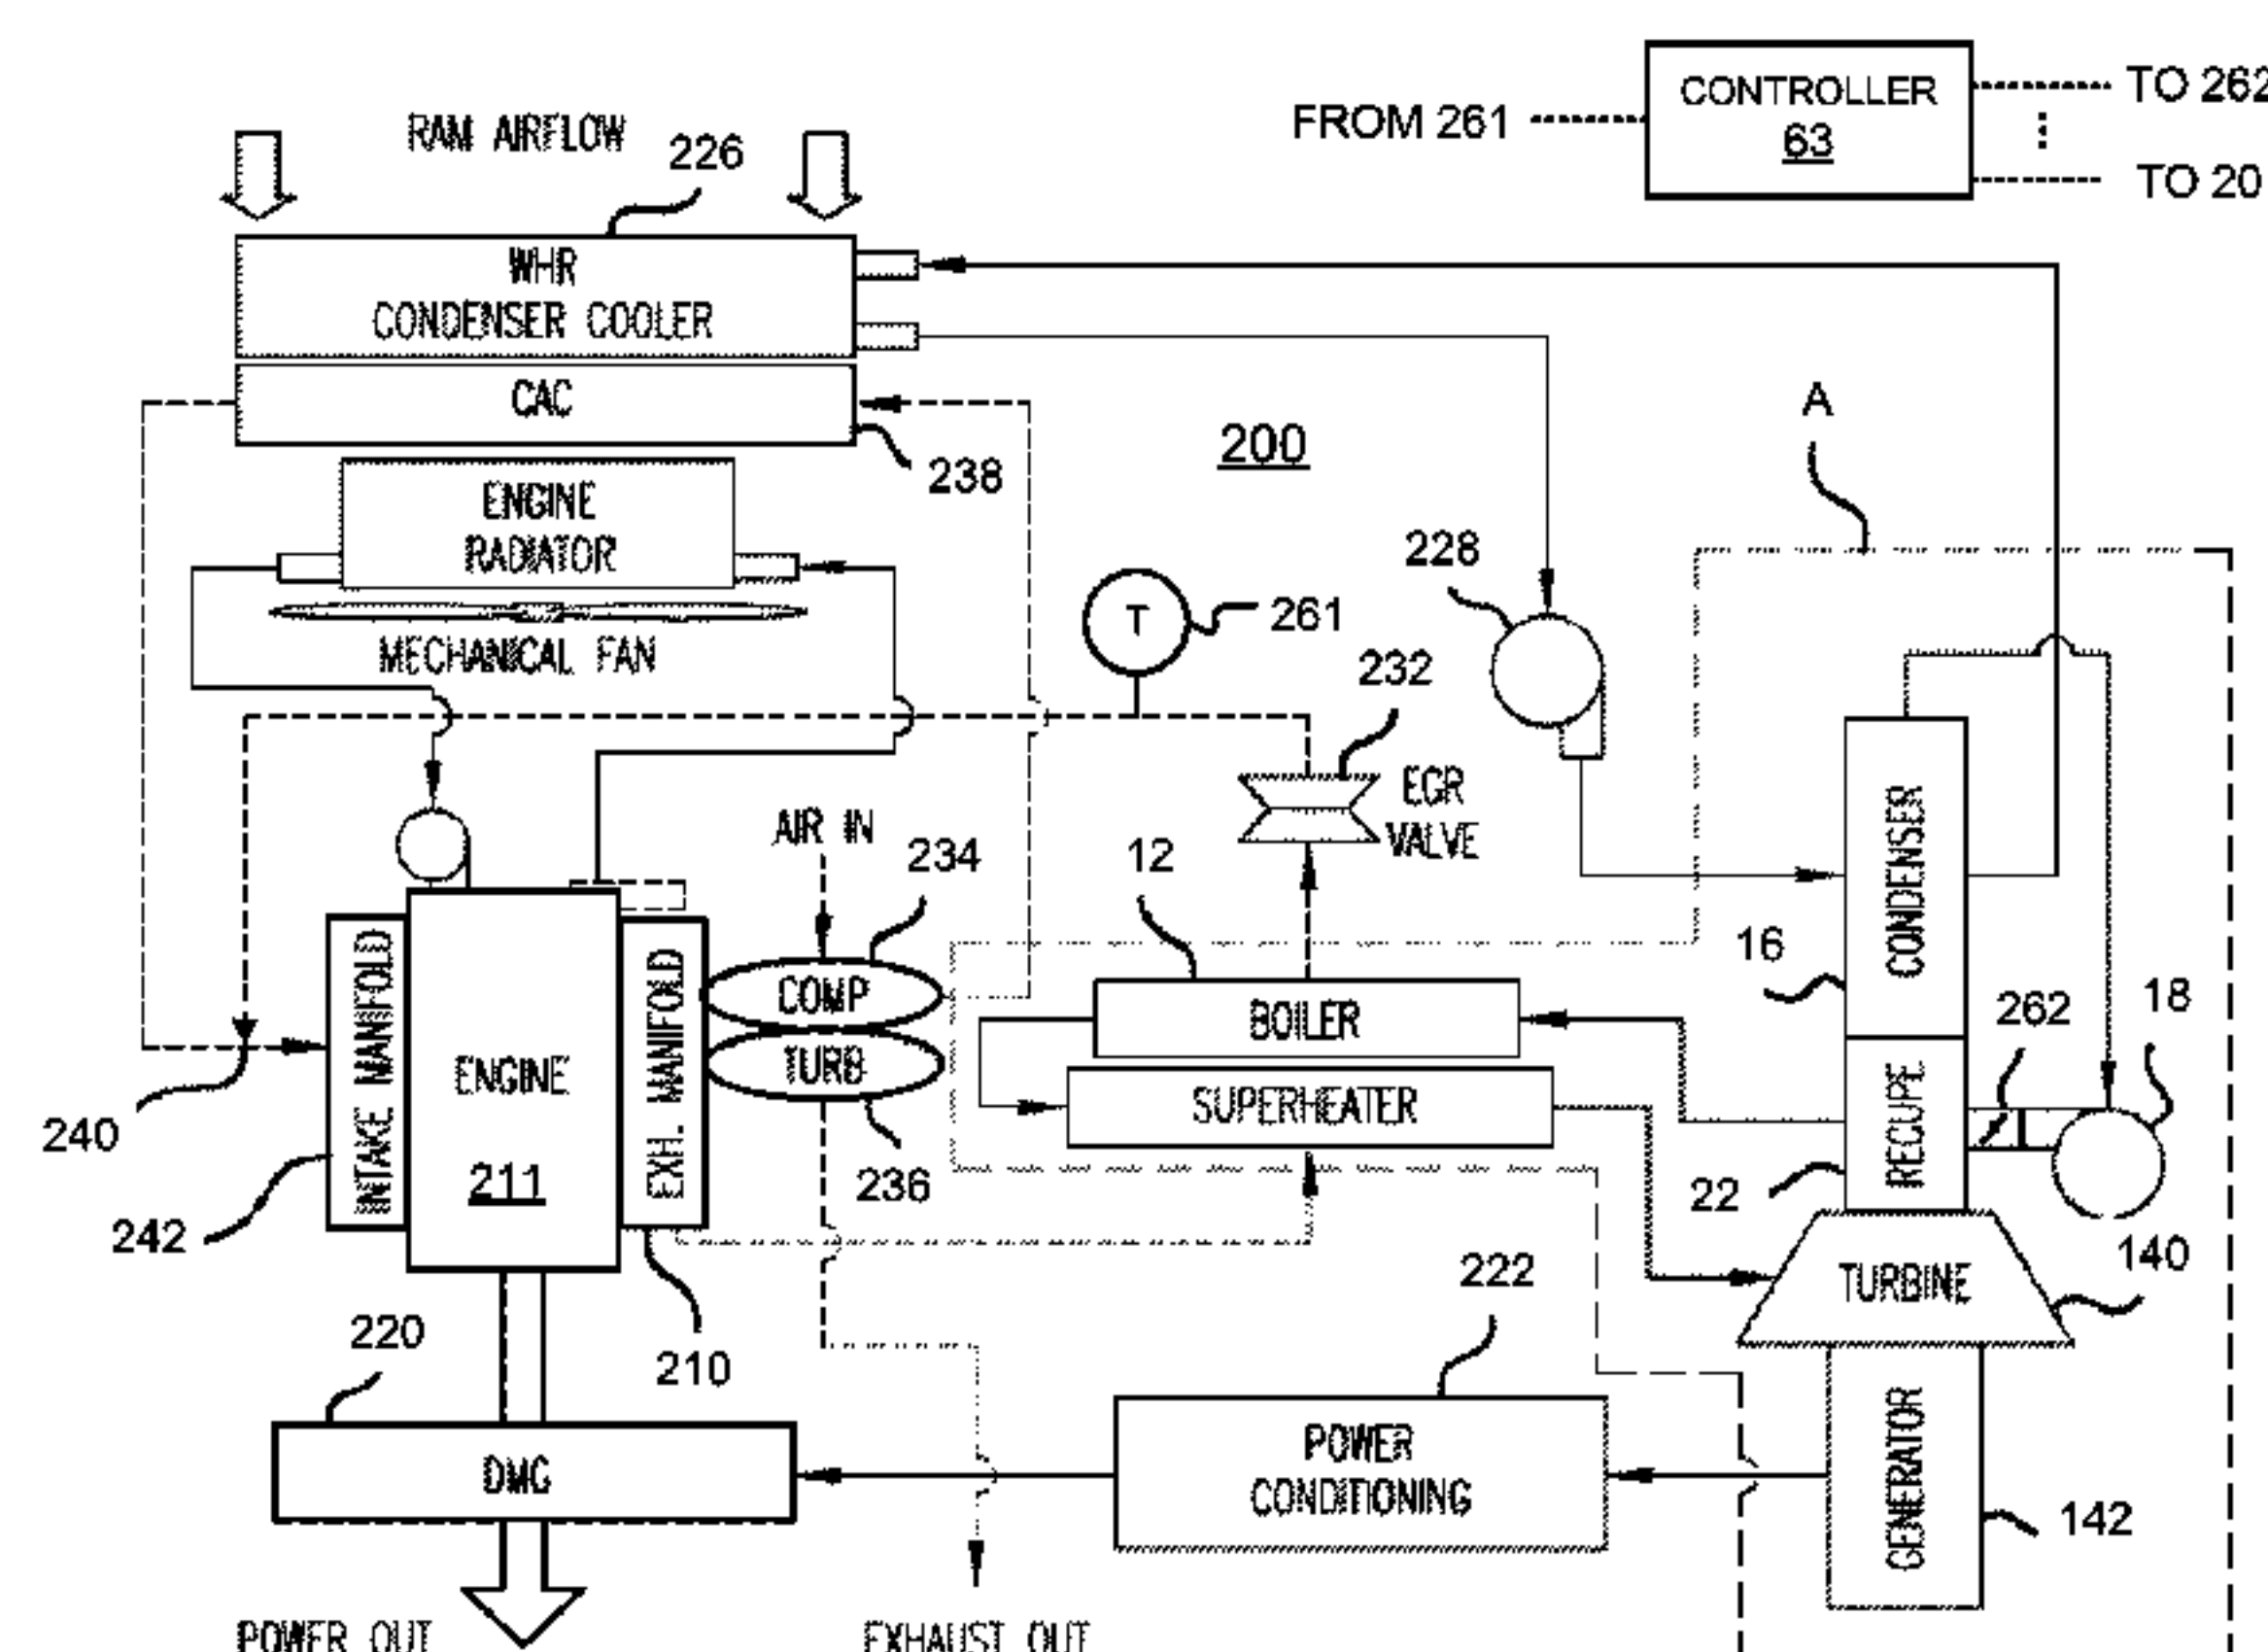 CONTROLLER
63
FROM 261
TO 262
TO 20
RAM AIRFLOW
226
WHR
CONDENSER COOLER
CAC
238
200
A
ENGINE
RADIATOR
MECHANICAL FAN
T
261
228
232
EGR
VALVE
AIR IN
234
12
COMP
TURB
236
BOILER
SUPERHEATER
CONDENSER
16
262
18
RECUPE
22
140
TURBINE
INTAKE MANIFOLD
ENGINE
211
EXH. MANIFOLD
240
242
210
220
DMG
222
POWER
CONDITIONING
GENERATOR
142
POWER OUT
EXHAUST OUT